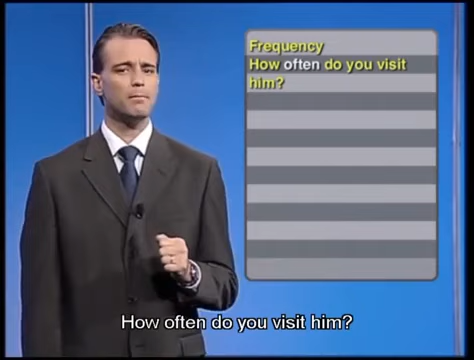 Frequency
How often do you visit
him?
How often do you visit him?